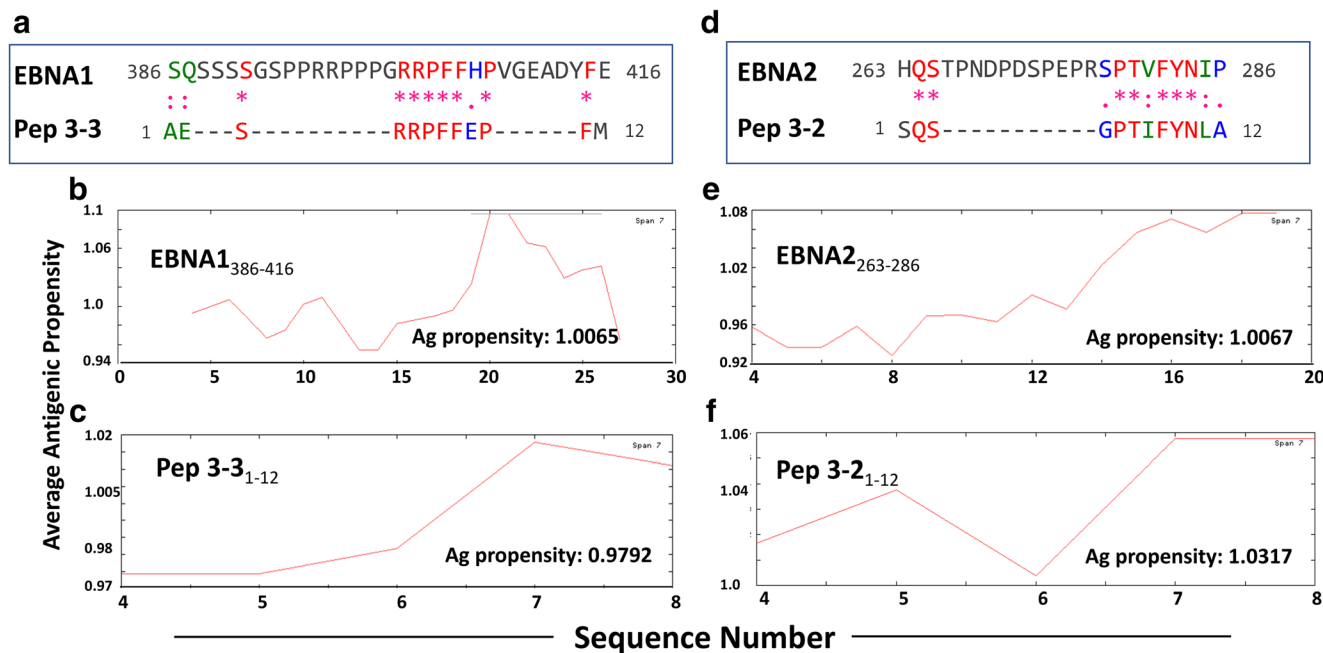 a
EBNA1 386 SQSSSSGSPPRRPPPGRRPFFHPVGEADYFE 416
:: * *****.* *
Pep 3-3 1 AE----S--------RRPFFEP------FM 12
d
EBNA2 263 HQSTPNDPDSPEPRSPTVFYNIP 286
** .**:***:.
Pep 3-2 1 SQS-----------GPTIFYNLA 12
Average Antigenic Propensity
b
1.1
1.06
1.0
0.94
Span 7
EBNA1386-416
Ag propensity: 1.0065
0 5 10 15 20 25 30
c
1.02
1.005
0.98
0.97
Span 7
Pep 3-31-12
Ag propensity: 0.9792
4 5 6 7 8
e
1.08
1.02
0.96
0.92
Span 7
EBNA2263-286
Ag propensity: 1.0067
4 8 12 16 20
f
1.06
1.04
1.0
Span 7
Pep 3-21-12
Ag propensity: 1.0317
4 5 6 7 8
Sequence Number